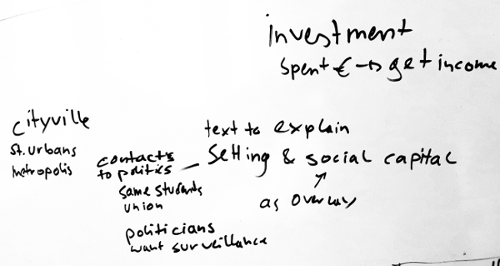 investment
spent € → get income
cityville
st. urbans
metropolis
text to explain
setting & social capital
as overlay
contacts
to politics
same students
union
politicians
want surveillance